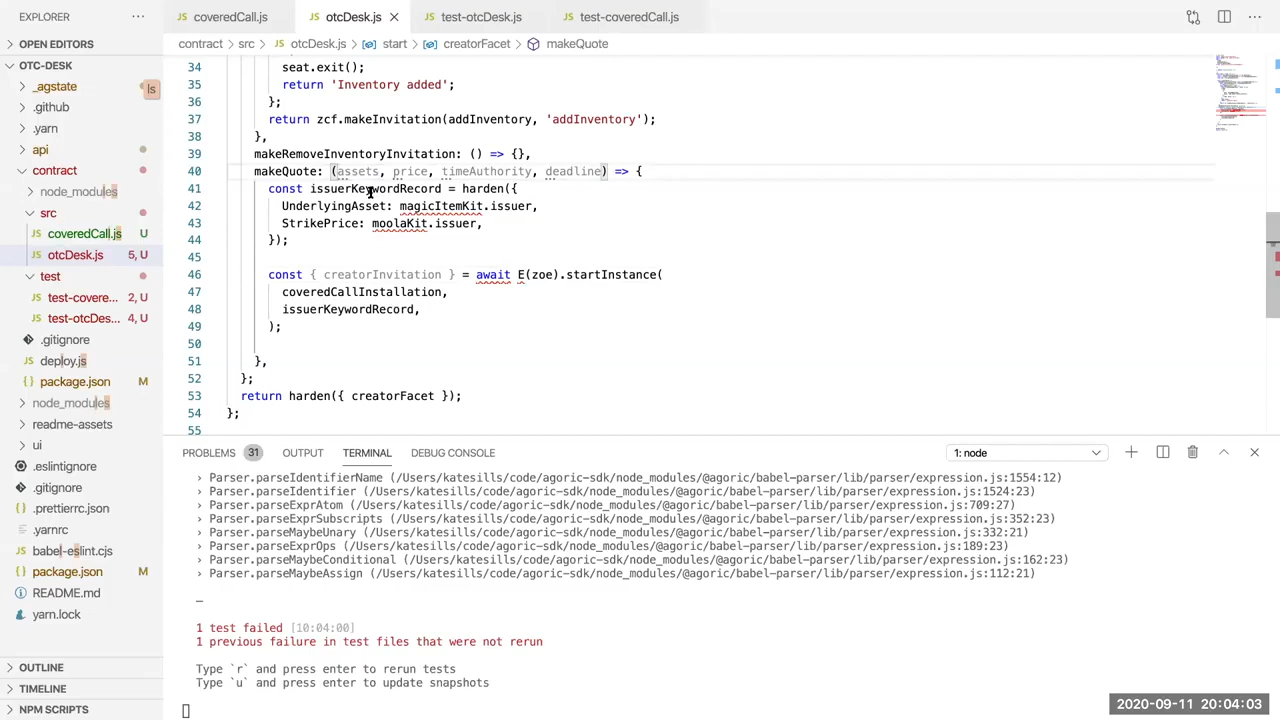 EXPLORER
OPEN EDITORS
OTC-DESK
_agstate
ls
.github
.yarn
api
contract
node_modules
src
coveredCall.js U
otcDesk.js 5, U
test
test-covere... 2, U
test-otcDes... 4, U
.gitignore
deploy.js
package.json M
node_modules
readme-assets
ui
.eslintignore
.gitignore
.prettierrc.json
.yarnrc
babel-eslint.cjs
package.json M
README.md
yarn.lock
OUTLINE
TIMELINE
NPM SCRIPTS
coveredCall.js otcDesk.js test-otcDesk.js test-coveredCall.js
contract > src > otcDesk.js > start > creatorFacet > makeQuote
34 seat.exit();
35 return 'Inventory added';
36 };
37 return zcf.makeInvitation(addInventory, 'addInventory');
38 },
39 makeRemoveInventoryInvitation: () => {},
40 makeQuote: (assets, price, timeAuthority, deadline) => {
41 const issuerKeywordRecord = harden({
42 UnderlyingAsset: magicItemKit.issuer,
43 StrikePrice: moolaKit.issuer,
44 });
45
46 const { creatorInvitation } = await E(zoe).startInstance(
47 coveredCallInstallation,
48 issuerKeywordRecord,
49 );
50
51 },
52 };
53 return harden({ creatorFacet });
54 };
55
PROBLEMS 31 OUTPUT TERMINAL DEBUG CONSOLE 1: node
› Parser.parseIdentifierName (/Users/katesills/code/agoric-sdk/node_modules/@agoric/babel-parser/lib/parser/expression.js:1554:12)
› Parser.parseIdentifier (/Users/katesills/code/agoric-sdk/node_modules/@agoric/babel-parser/lib/parser/expression.js:1524:23)
› Parser.parseExprAtom (/Users/katesills/code/agoric-sdk/node_modules/@agoric/babel-parser/lib/parser/expression.js:709:27)
› Parser.parseExprSubscripts (/Users/katesills/code/agoric-sdk/node_modules/@agoric/babel-parser/lib/parser/expression.js:352:23)
› Parser.parseMaybeUnary (/Users/katesills/code/agoric-sdk/node_modules/@agoric/babel-parser/lib/parser/expression.js:332:21)
› Parser.parseExprOps (/Users/katesills/code/agoric-sdk/node_modules/@agoric/babel-parser/lib/parser/expression.js:189:23)
› Parser.parseMaybeConditional (/Users/katesills/code/agoric-sdk/node_modules/@agoric/babel-parser/lib/parser/expression.js:162:23)
› Parser.parseMaybeAssign (/Users/katesills/code/agoric-sdk/node_modules/@agoric/babel-parser/lib/parser/expression.js:112:21)
─
1 test failed [10:04:00]
1 previous failure in test files that were not rerun
Type `r` and press enter to rerun tests
Type `u` and press enter to update snapshots
2020-09-11 20:04:03